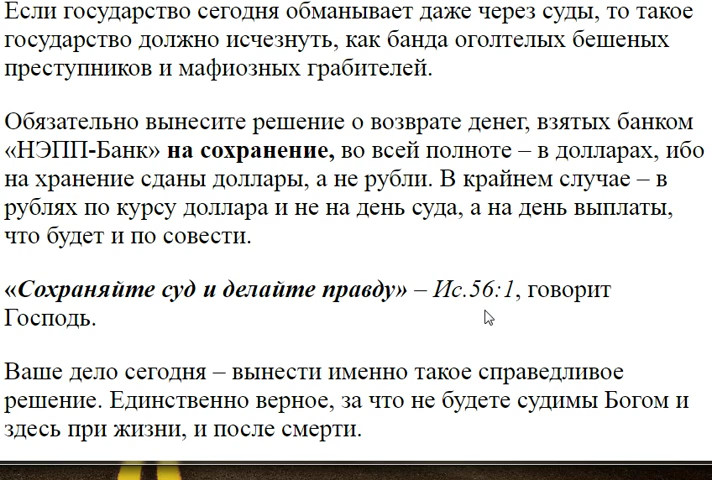 Если государство сегодня обманывает даже через суды, то такое
государство должно исчезнуть, как банда оголтелых бешеных
преступников и мафиозных грабителей.
Обязательно вынесите решение о возврате денег, взятых банком
«НЭПП-Банк» на сохранение, во всей полноте – в долларах, ибо
на хранение сданы доллары, а не рубли. В крайнем случае – в
рублях по курсу доллара и не на день суда, а на день выплаты,
что будет и по совести.
«Сохраняйте суд и делайте правду» – Ис.56:1, говорит
Господь.
Ваше дело сегодня – вынести именно такое справедливое
решение. Единственно верное, за что не будете судимы Богом и
здесь при жизни, и после смерти.